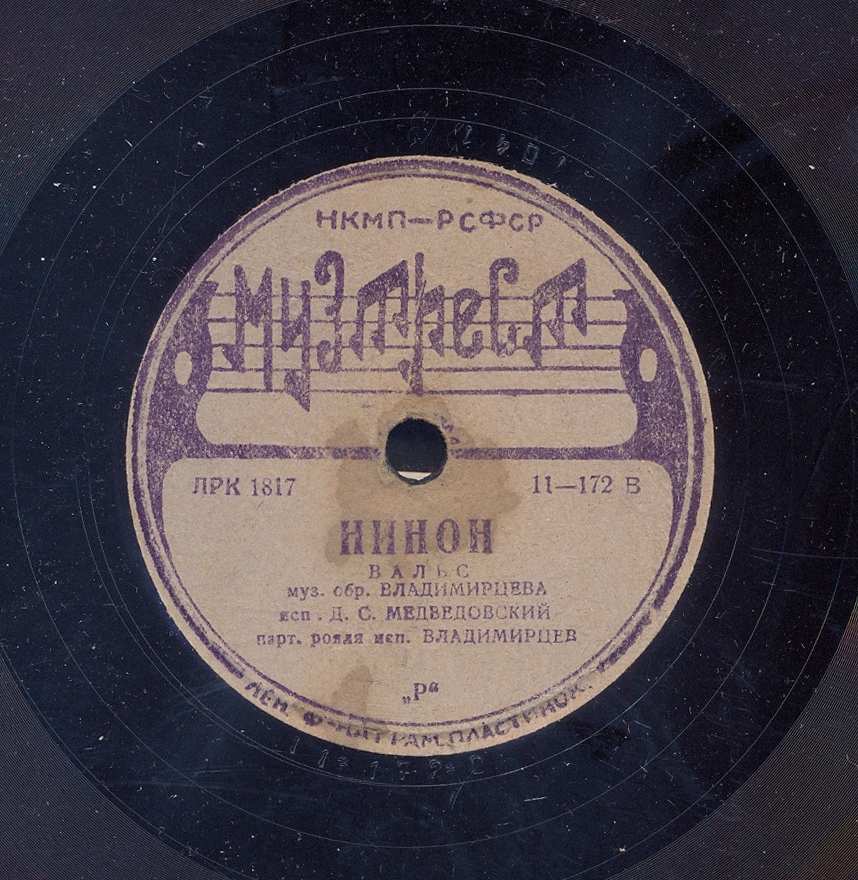 НКМП—РСФСР
Музтрест
ЛРК 1817
11—172 В
НИНОН
ВАЛЬС
муз. обр. ВЛАДИМИРЦЕВА
исп. Д. С. МЕДВЕДОВСКИЙ
парт. рояля исп. ВЛАДИМИРЦЕВ
„Р“
ЛЕН. Ф-КА ГРАМ.ПЛАСТИНОК.